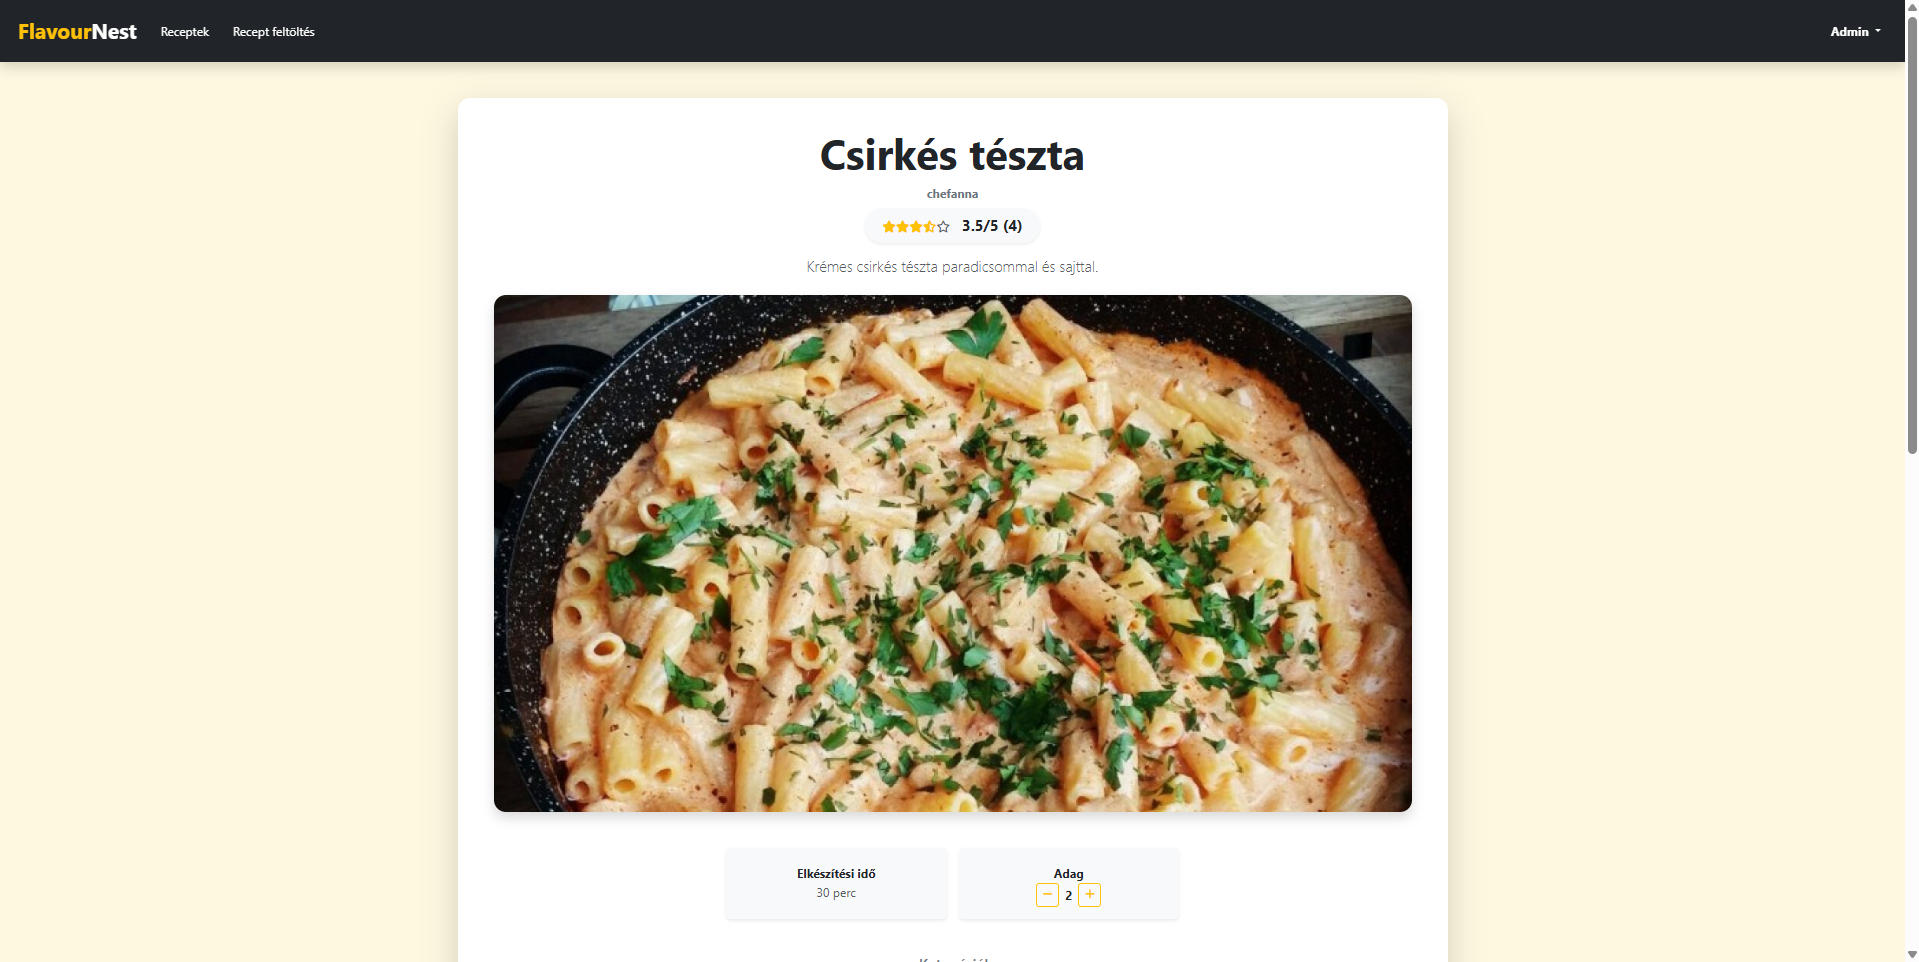 FlavourNest Receptek Recept feltöltés Admin
Csirkés tészta
chefanna
3.5/5 (4)
Krémes csirkés tészta paradicsommal és sajttal.
Elkészítési idő
30 perc
Adag
− 2 +